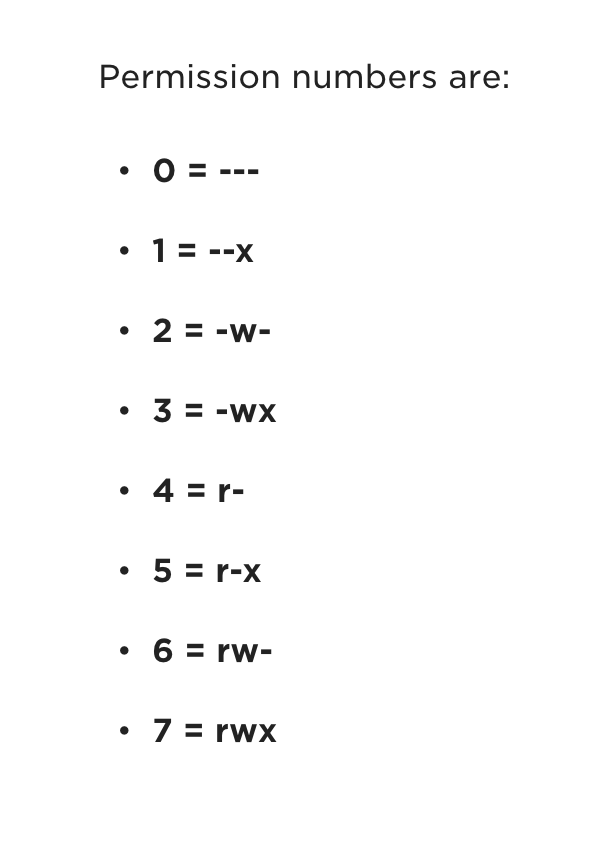 Permission numbers are:
• 0 = ---
• 1 = --x
• 2 = -w-
• 3 = -wx
• 4 = r-
• 5 = r-x
• 6 = rw-
• 7 = rwx